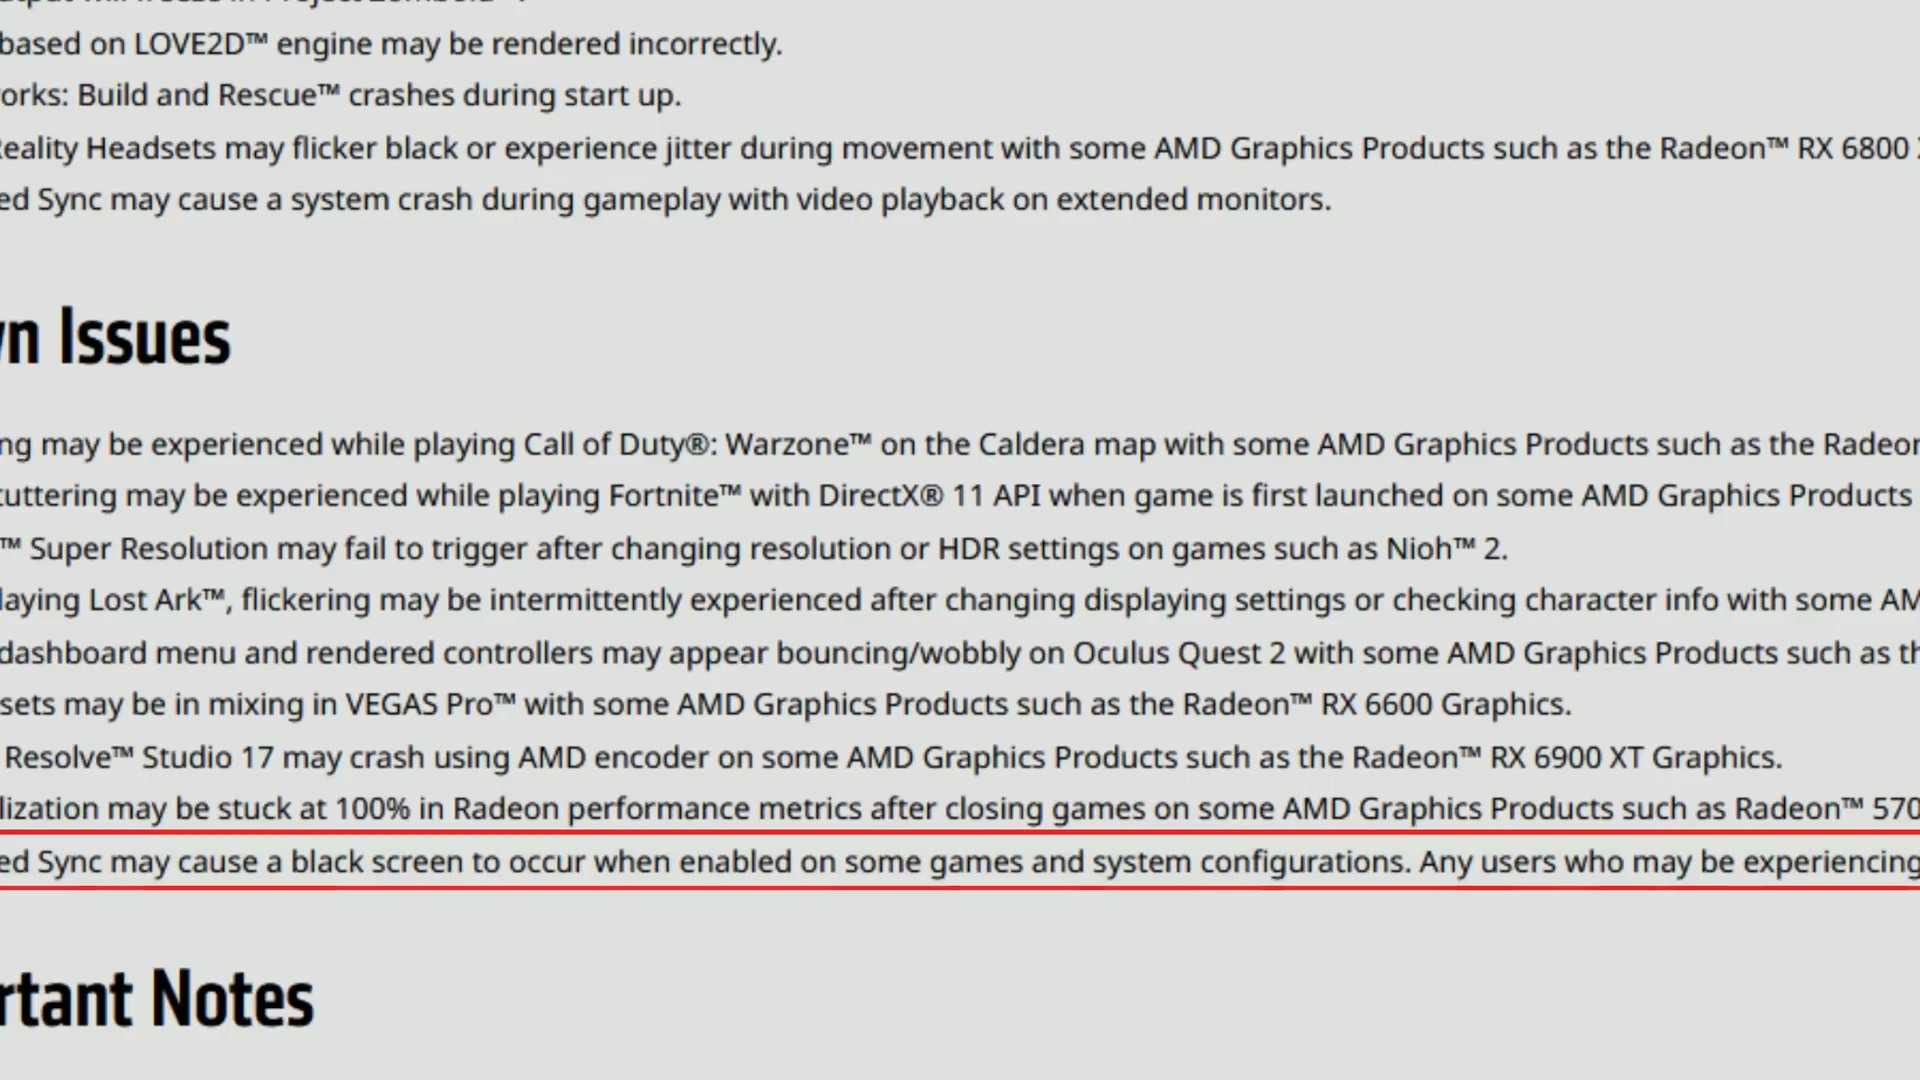 based on LOVE2D™ engine may be rendered incorrectly.
orks: Build and Rescue™ crashes during start up.
Reality Headsets may flicker black or experience jitter during movement with some AMD Graphics Products such as the Radeon™ RX 6800
ed Sync may cause a system crash during gameplay with video playback on extended monitors.
n Issues
ng may be experienced while playing Call of Duty®: Warzone™ on the Caldera map with some AMD Graphics Products such as the Radeon
tuttering may be experienced while playing Fortnite™ with DirectX® 11 API when game is first launched on some AMD Graphics Products
™ Super Resolution may fail to trigger after changing resolution or HDR settings on games such as Nioh™ 2.
laying Lost Ark™, flickering may be intermittently experienced after changing displaying settings or checking character info with some AM
dashboard menu and rendered controllers may appear bouncing/wobbly on Oculus Quest 2 with some AMD Graphics Products such as th
sets may be in mixing in VEGAS Pro™ with some AMD Graphics Products such as the Radeon™ RX 6600 Graphics.
Resolve™ Studio 17 may crash using AMD encoder on some AMD Graphics Products such as the Radeon™ RX 6900 XT Graphics.
lization may be stuck at 100% in Radeon performance metrics after closing games on some AMD Graphics Products such as Radeon™ 570
ed Sync may cause a black screen to occur when enabled on some games and system configurations. Any users who may be experiencing
rtant Notes